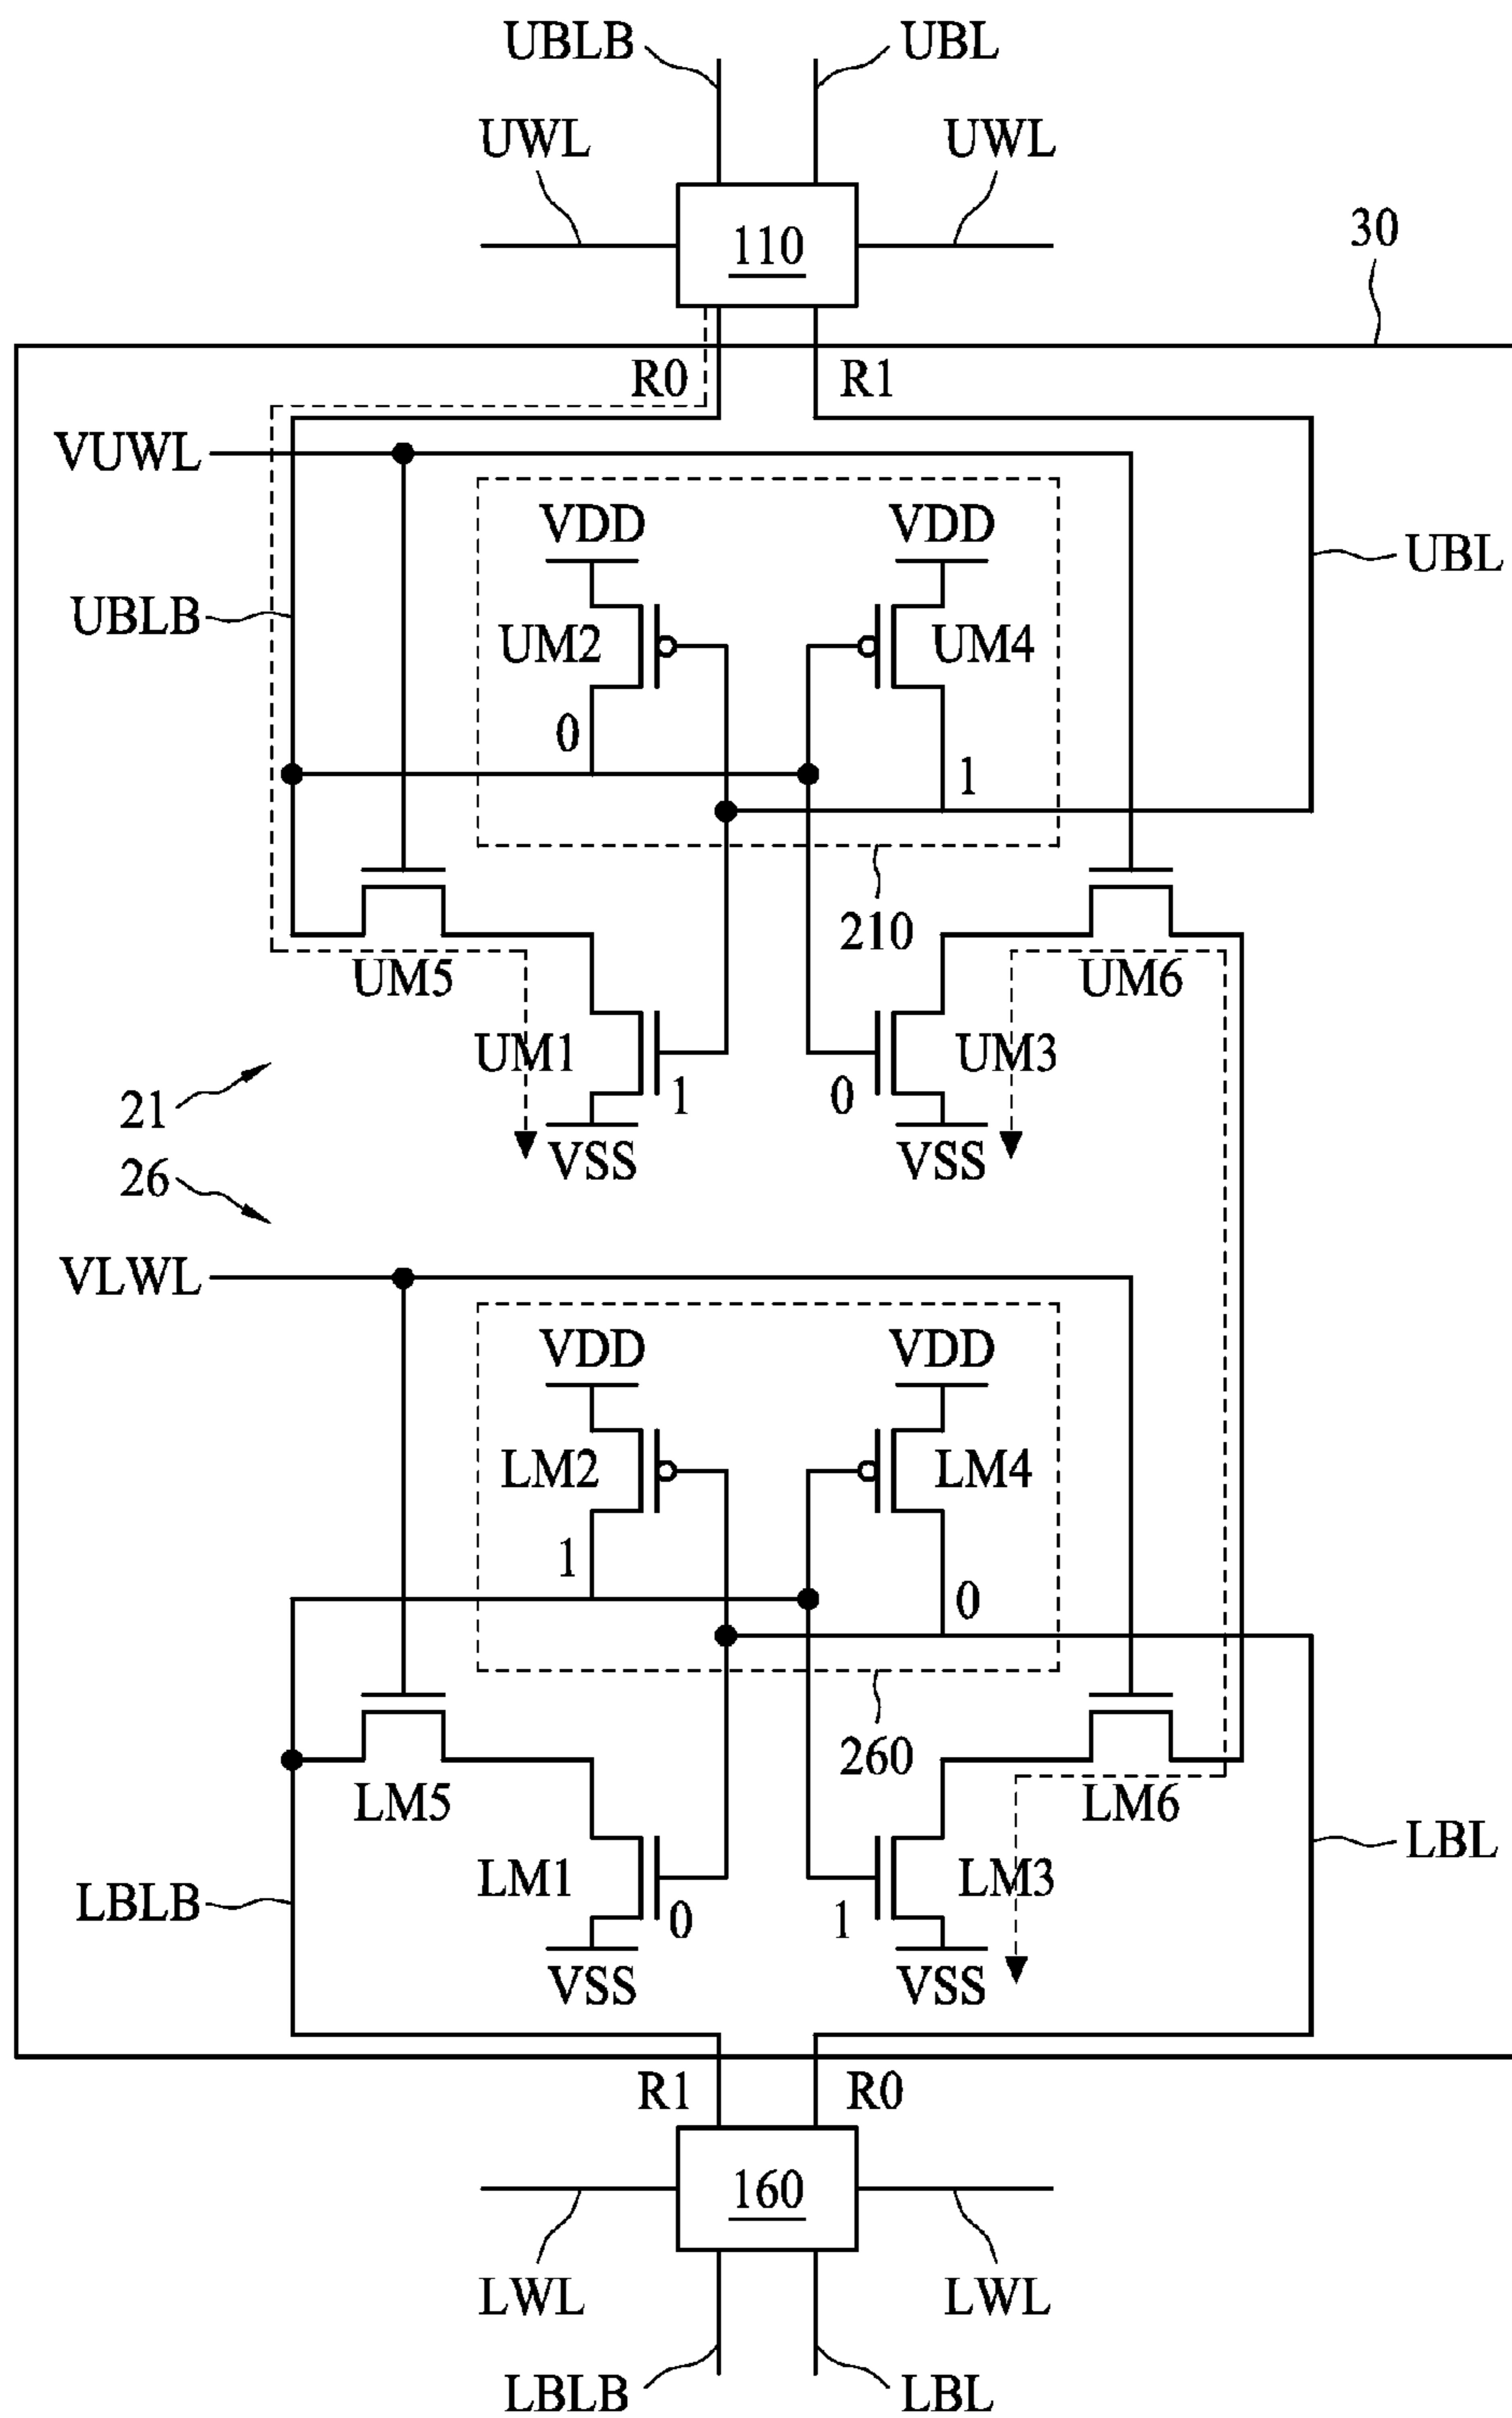 UBLB UBL
UWL UWL
110
30
R0 R1
VUWL
VDD VDD
UBL
UBLB
UM2 UM4
0
1
210
UM5 UM6
UM1 UM3
1 0
21
VSS VSS
26
VLWL
VDD VDD
LM2 LM4
1
0
260
LM5 LM6
LBL
LM1 LM3
LBLB
0 1
VSS VSS
R1 R0
160
LWL LWL
LBLB LBL